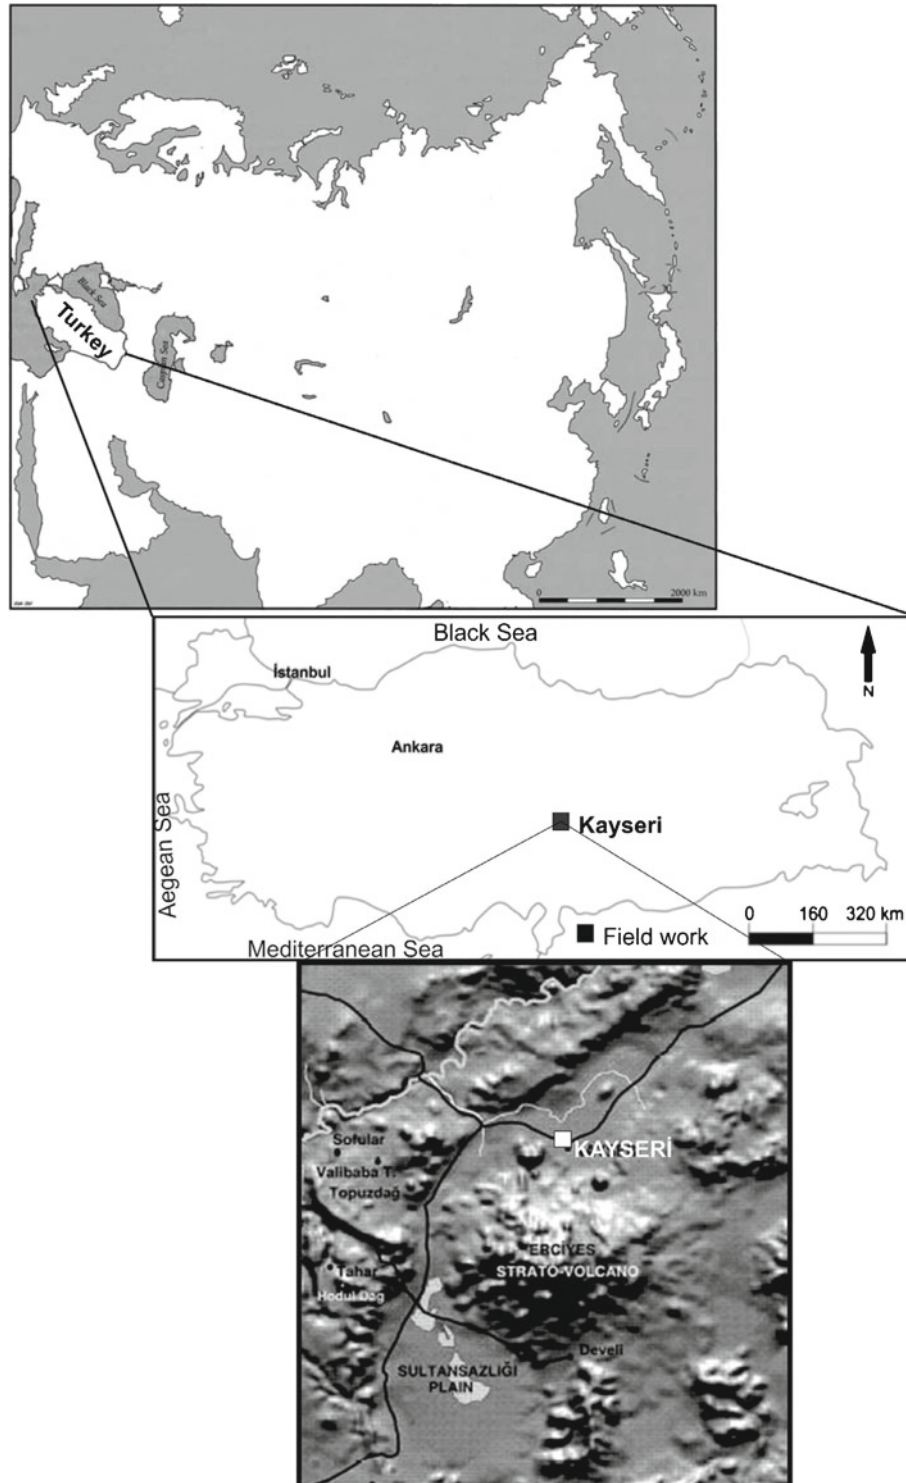 Black Sea
Turkey
Caspian Sea
2000 km
0
Black Sea
İstanbul
N
Ankara
Aegean Sea
Kayseri
0 160 320 km
Field work
Mediterranean Sea
KAYSERİ
Sofular
Valibaba T.
Topuzdağ
ERCİYES
STRATO-VOLCANO
Tahar
Hodul Dag
Develi
SULTANSAZLIĞI
PLAIN